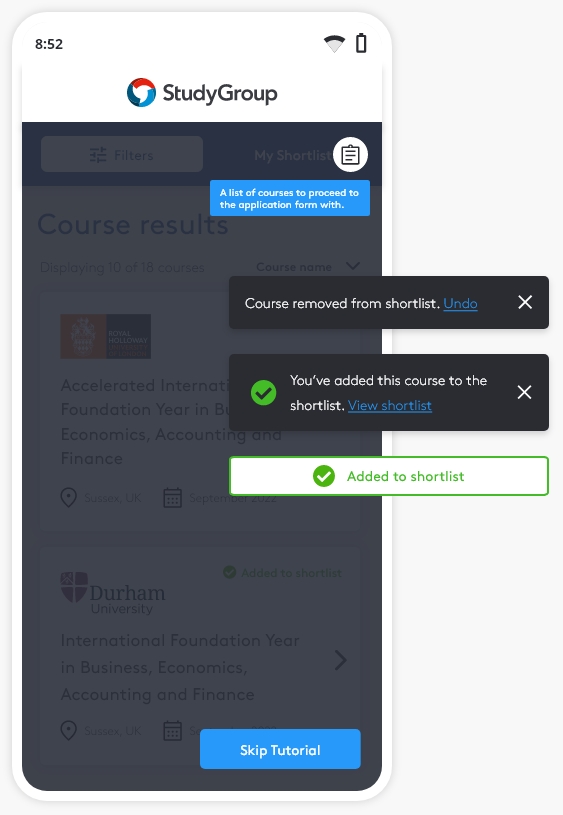 8:52
StudyGroup
Filters
My Shortlist
A list of courses to proceed to
the application form with.
Course results
Displaying 10 of 18 courses
Course name
Course removed from shortlist. Undo
ROYAL
HOLLOWAY
You've added this course to the
shortlist. View shortlist
Accelerated Internati
Foundation Year in Bu
Economics, Accounting and
Finance
Added to shortlist
Sussex, UK
September 2022
Added to shortlist
Durham
University
International Foundation Year
in Business, Economics,
Accounting and Finance
Sussex, UK
Skip Tutorial